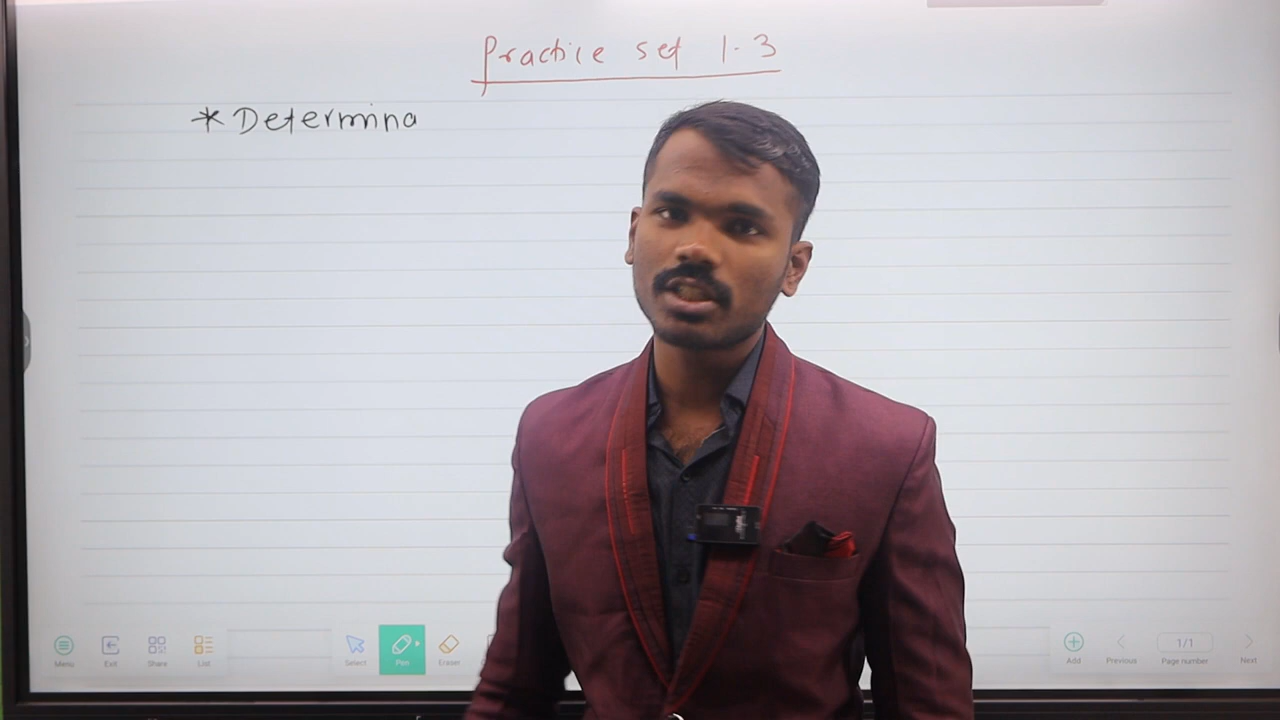 Practice set 1.3
* Determina
Menu
Exit
Share
List
Select
Pen
Eraser
Add
Previous
1/1
Page number
Next